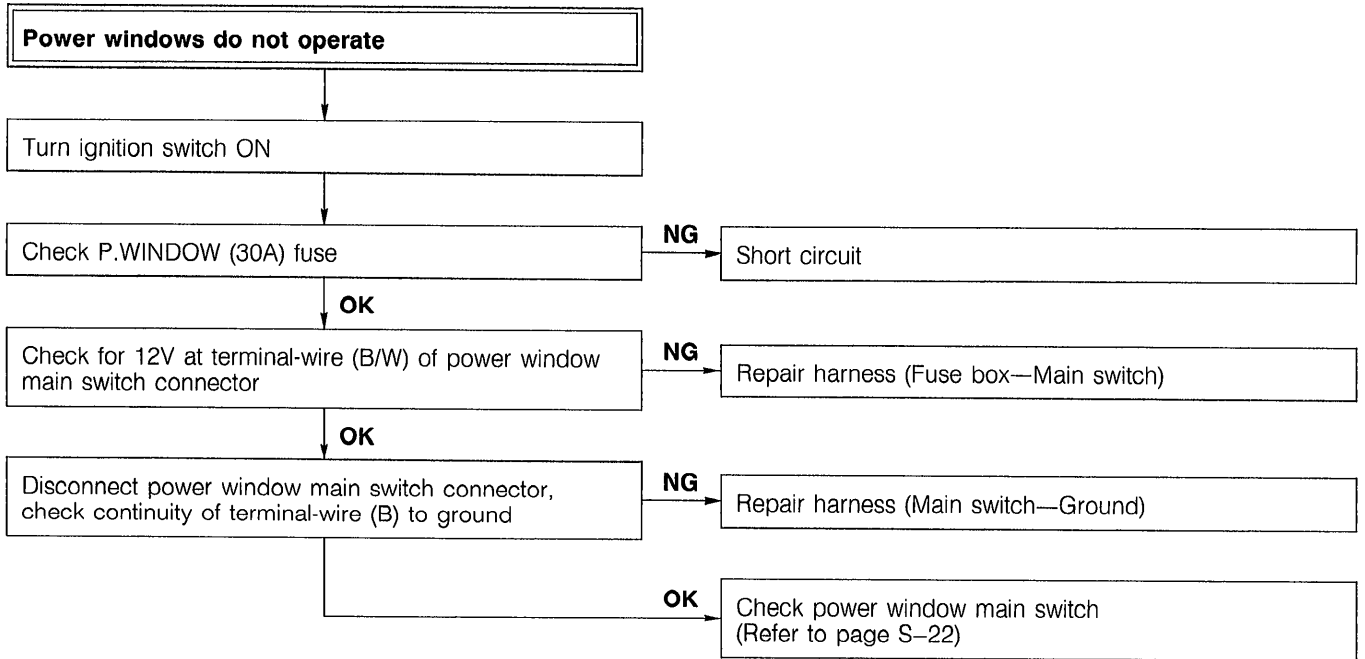 Power windows do not operate
Turn ignition switch ON
Check P.WINDOW (30A) fuse
NG
Short circuit
OK
Check for 12V at terminal-wire (B/W) of power window
main switch connector
NG
Repair harness (Fuse box—Main switch)
OK
Disconnect power window main switch connector,
check continuity of terminal-wire (B) to ground
NG
Repair harness (Main switch—Ground)
OK
Check power window main switch
(Refer to page S–22)